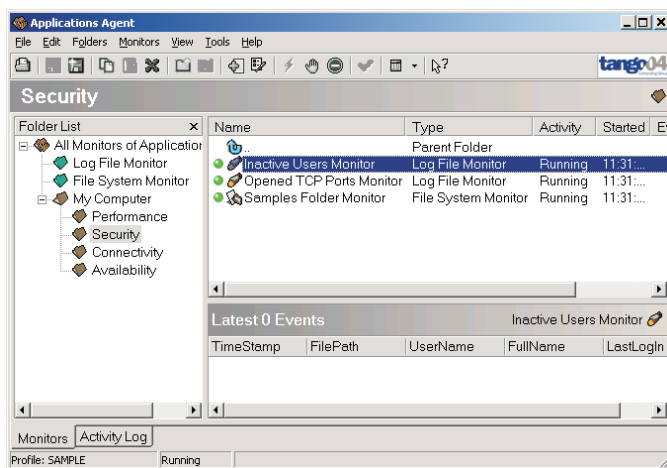 Applications Agent
File Edit Folders Monitors View Tools Help
tango04
Security
Folder List x
Name Type Activity Started E
All Monitors of Application
.. Parent Folder
Log File Monitor
Inactive Users Monitor Log File Monitor Running 11:31:...
File System Monitor
Opened TCP Ports Monitor Log File Monitor Running 11:31:...
My Computer
Samples Folder Monitor File System Monitor Running 11:31:...
Performance
Security
Connectivity
Availability
Latest 0 Events Inactive Users Monitor
TimeStamp FilePath UserName FullName LastLogIn
Monitors Activity Log
Profile: SAMPLE Running